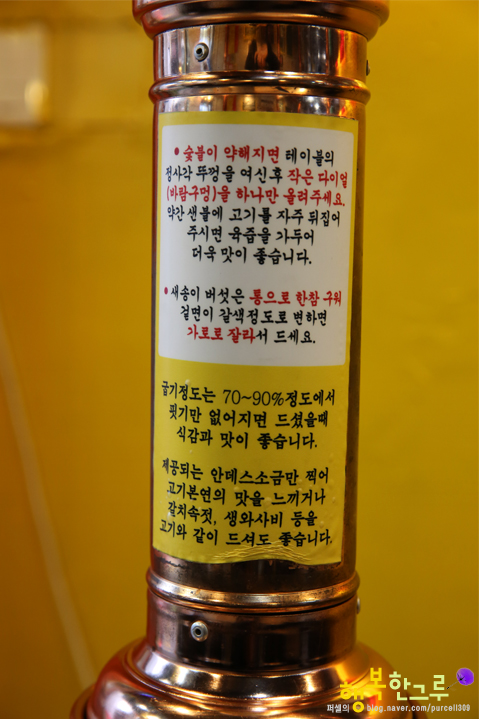 • 숯불이 약해지면 테이블의
정사각 뚜껑을 여신후 작은 다이얼
(바람구멍)을 하나만 올려주세요.
약간 샌불에 고기를 자주 뒤집어
주시면 육즙을 가두어
더욱 맛이 좋습니다.
• 새송이 버섯은 통으로 한참 구워
겉면이 갈색정도로 변하면
가로로 잘라서 드세요.
굽기정도는 70~90%정도에서
핏기만 없어지면 드셨을때
식감과 맛이 좋습니다.
제공되는 안데스소금만 찍어
고기본연의 맛을 느끼거나
갈치속젓, 생와사비 등을
고기와 같이 드셔도 좋습니다.
퍼셀의 행복한그루
blog.naver.com/purcell309